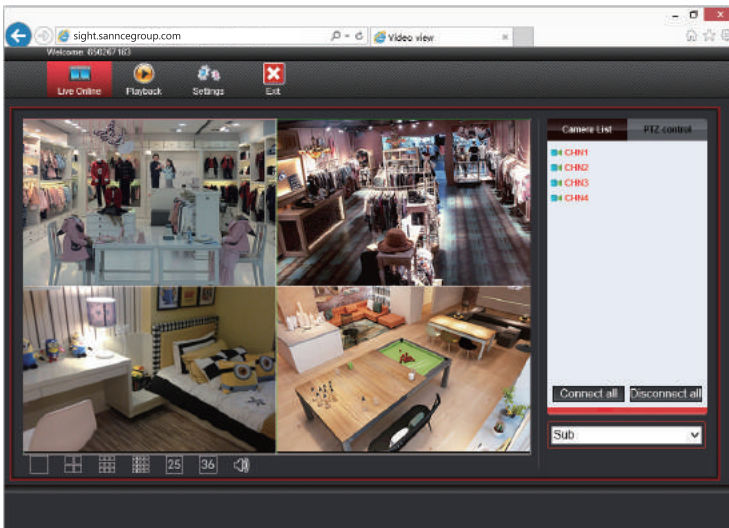 sight.sanncegroup.com
Video view
Welcome: 650267163
Live Online
Playback
Settings
Exit
Camera List
PTZ control
CHN1
CHN2
CHN3
CHN4
Connect all
Disconnect all
Sub
25
36